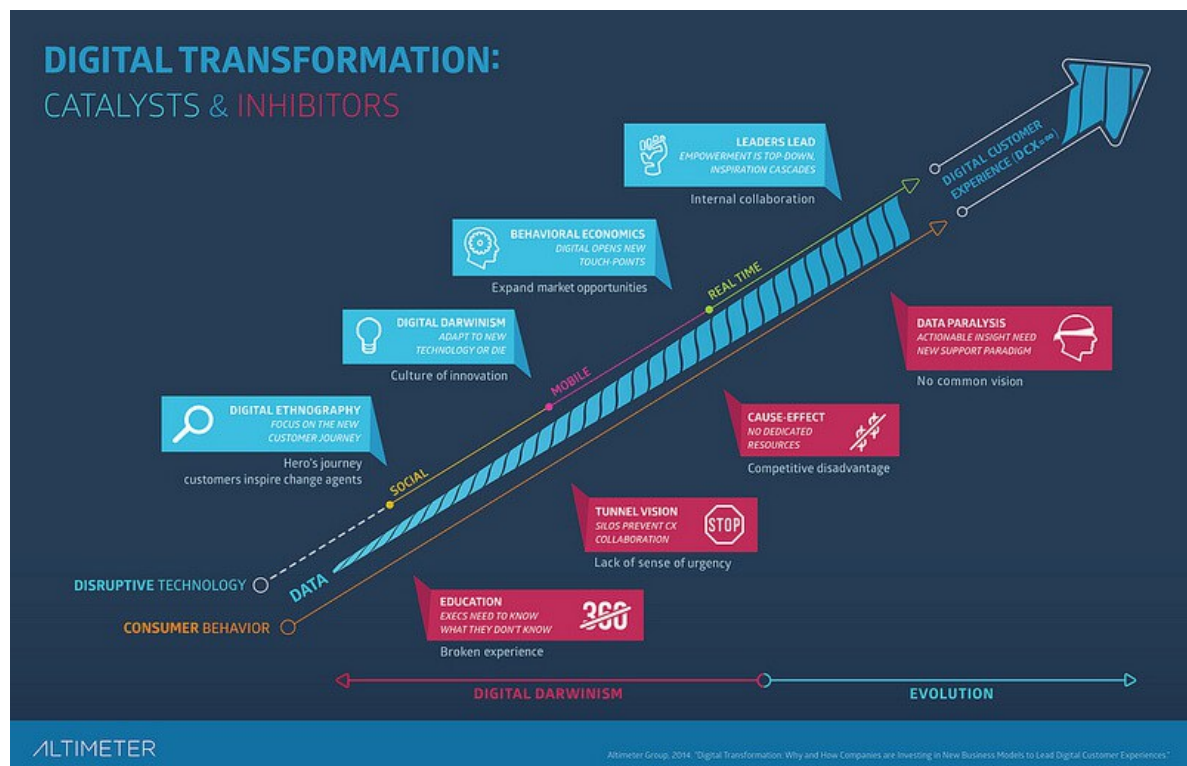 DIGITAL TRANSFORMATION:
CATALYSTS & INHIBITORS
LEADERS LEAD
EMPOWERMENT IS TOP-DOWN,
INSPIRATION CASCADES
Internal collaboration
DIGITAL CUSTOMER
EXPERIENCE (DCX=∞)
BEHAVIORAL ECONOMICS
DIGITAL OPENS NEW
TOUCH-POINTS
Expand market opportunities
REAL TIME
DIGITAL DARWINISM
ADAPT TO NEW
TECHNOLOGY OR DIE
Culture of innovation
MOBILE
DIGITAL ETHNOGRAPHY
FOCUS ON THE NEW
CUSTOMER JOURNEY
Hero's journey
customers inspire change agents
SOCIAL
DATA PARALYSIS
ACTIONABLE INSIGHT NEED
NEW SUPPORT PARADIGM
No common vision
CAUSE-EFFECT
NO DEDICATED
RESOURCES
Competitive disadvantage
TUNNEL VISION
SILOS PREVENT CX
COLLABORATION
STOP
Lack of sense of urgency
DISRUPTIVE TECHNOLOGY
DATA
CONSUMER BEHAVIOR
EDUCATION
EXECS NEED TO KNOW
WHAT THEY DON'T KNOW
360
Broken experience
DIGITAL DARWINISM
EVOLUTION
ALTIMETER
Altimeter Group, 2014. "Digital Transformation: Why and How Companies are Investing in New Business Models to Lead Digital Customer Experiences."